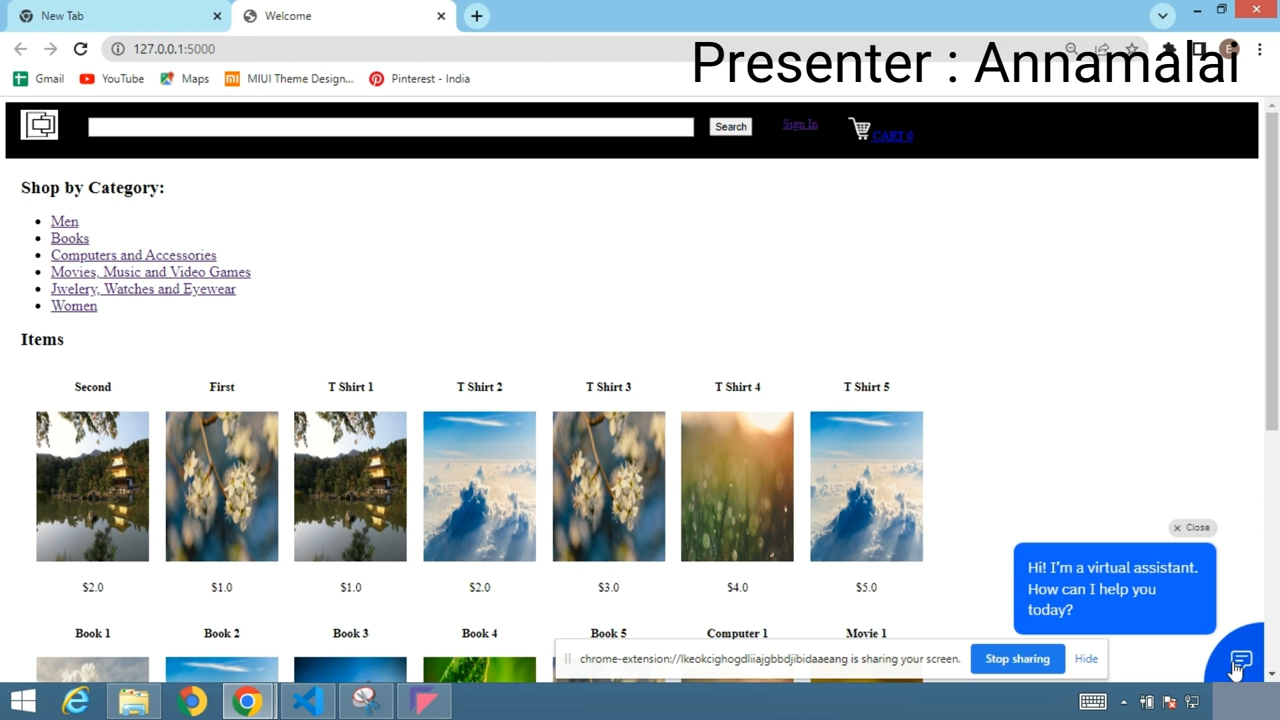 New Tab
Welcome
127.0.0.1:5000
Presenter : Annamalai
Gmail
YouTube
Maps
MIUI Theme Design...
Pinterest - India
Search
Sign In
CART 0
Shop by Category:
Men
Books
Computers and Accessories
Movies, Music and Video Games
Jwelery, Watches and Eyewear
Women
Items
Second First T Shirt 1 T Shirt 2 T Shirt 3 T Shirt 4 T Shirt 5
$2.0 $1.0 $1.0 $2.0 $3.0 $4.0 $5.0
Book 1 Book 2 Book 3 Book 4 Book 5 Computer 1 Movie 1
Close
Hi! I'm a virtual assistant.
How can I help you
today?
chrome-extension://lkeokcighogdliiajgbbdjibidaaeang is sharing your screen.
Stop sharing
Hide